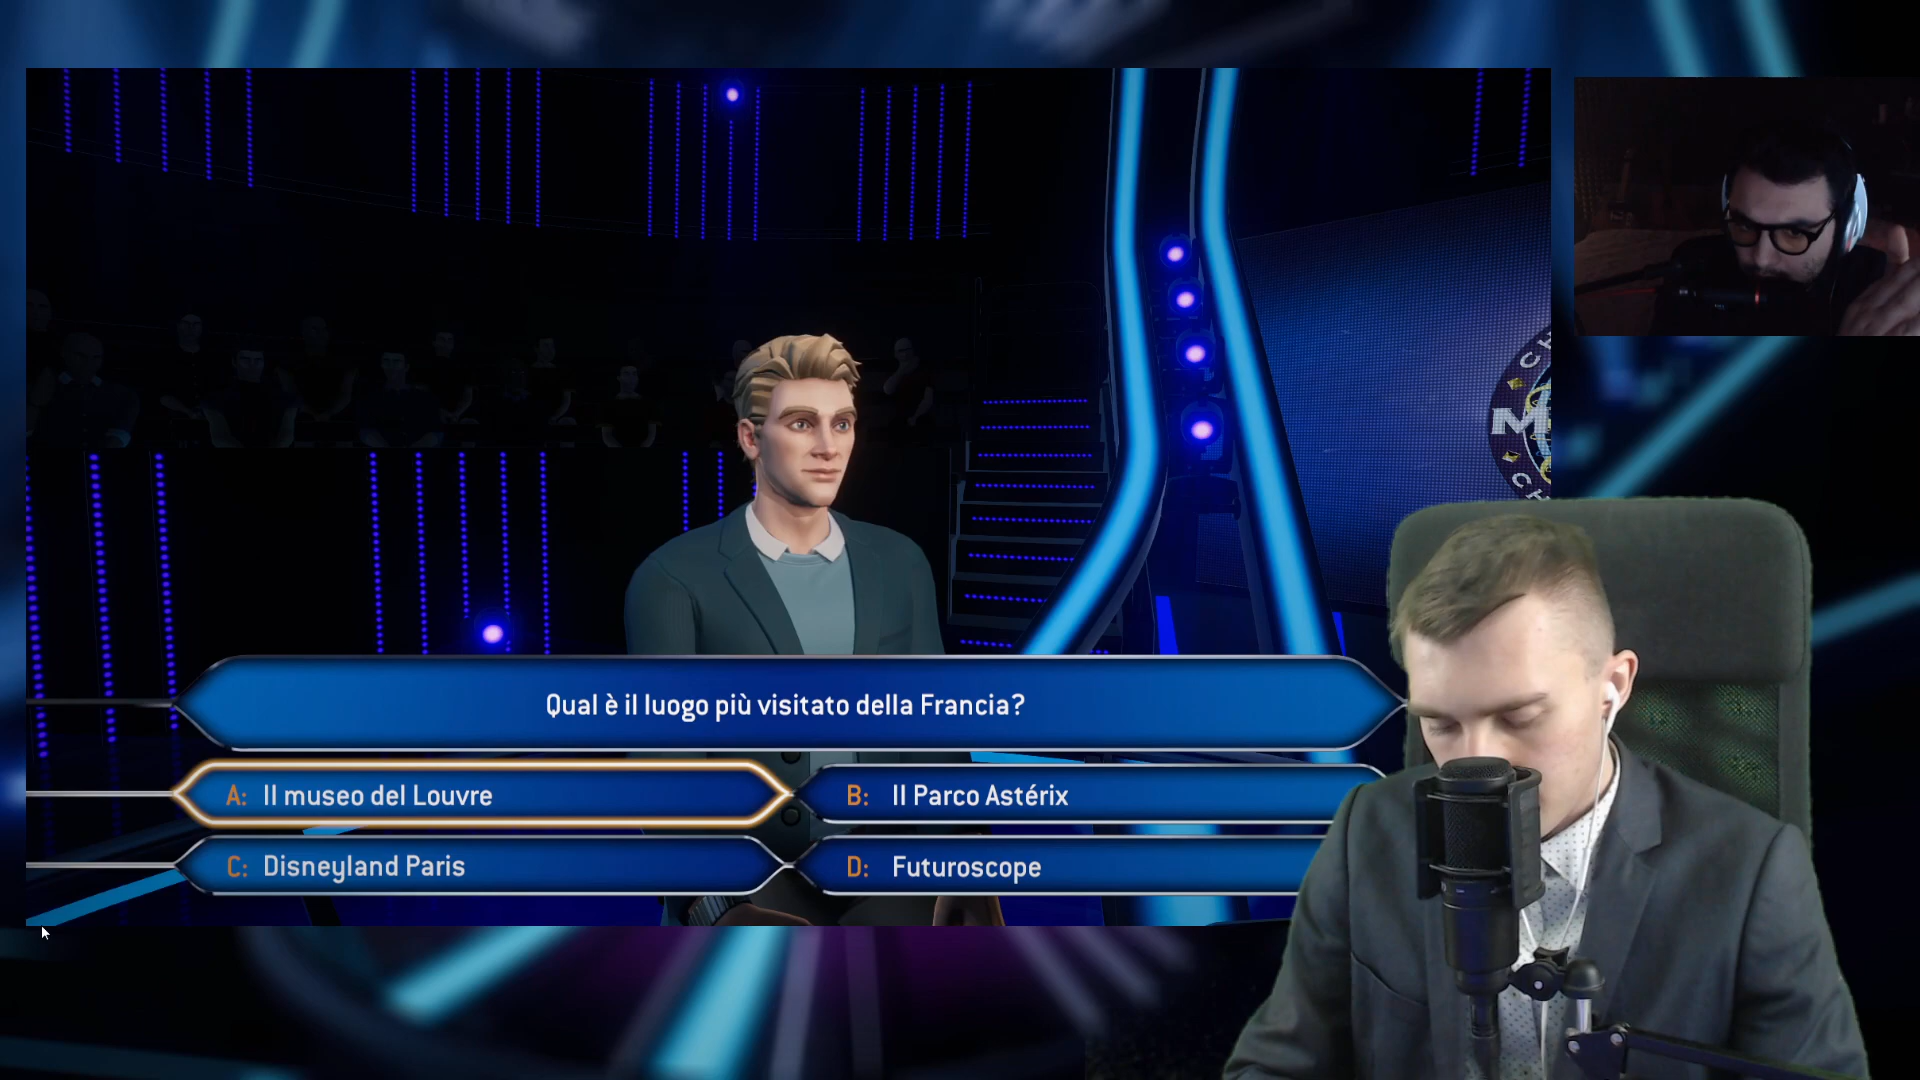 Qual è il luogo più visitato della Francia?
A: Il museo del Louvre
B: Il Parco Astérix
C: Disneyland Paris
D: Futuroscope